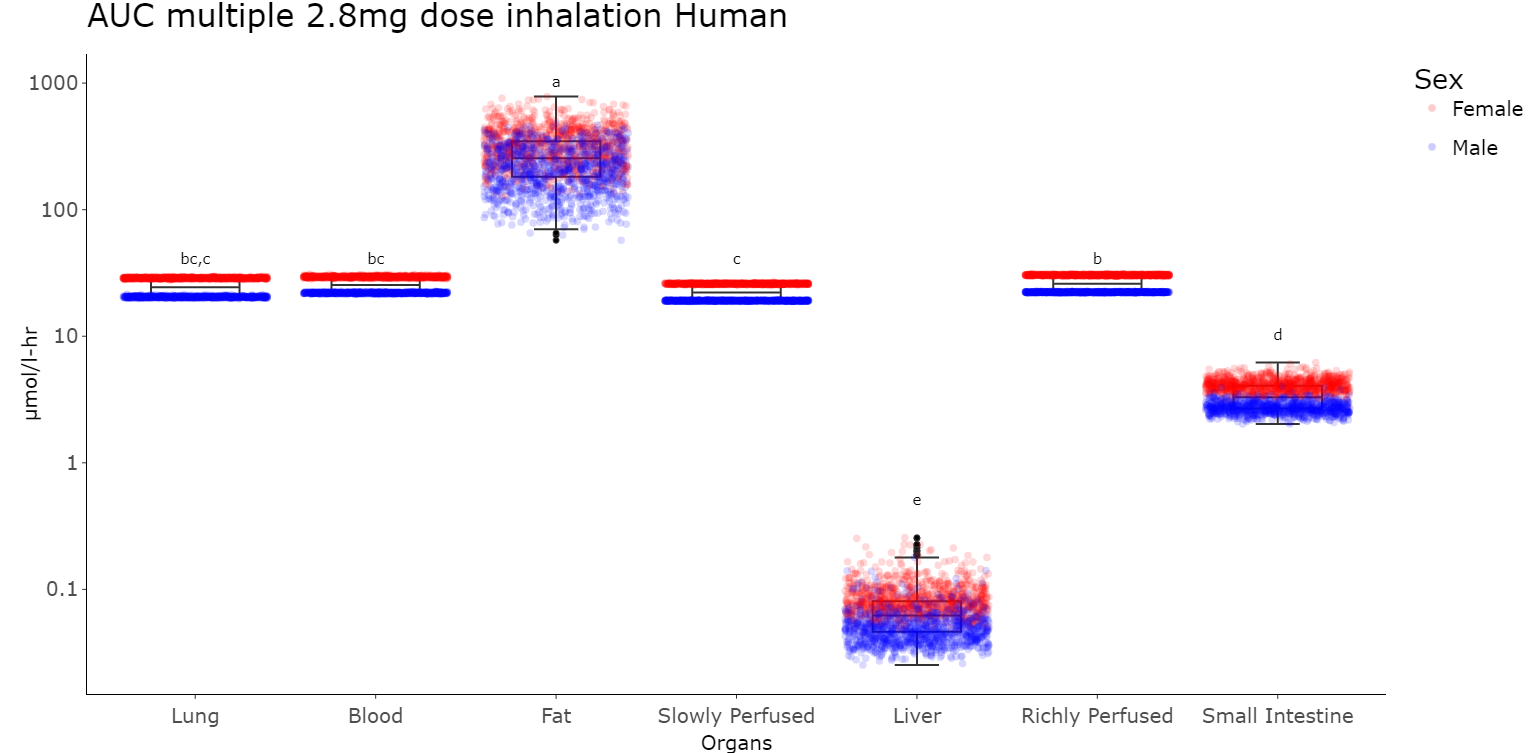 AUC multiple 2.8mg dose inhalation Human
1000
100
10
1
0.1
µmol/l-hr
bc,c
bc
a
c
e
b
d
Lung
Blood
Fat
Slowly Perfused
Liver
Richly Perfused
Small Intestine
Organs
Sex
Female
Male